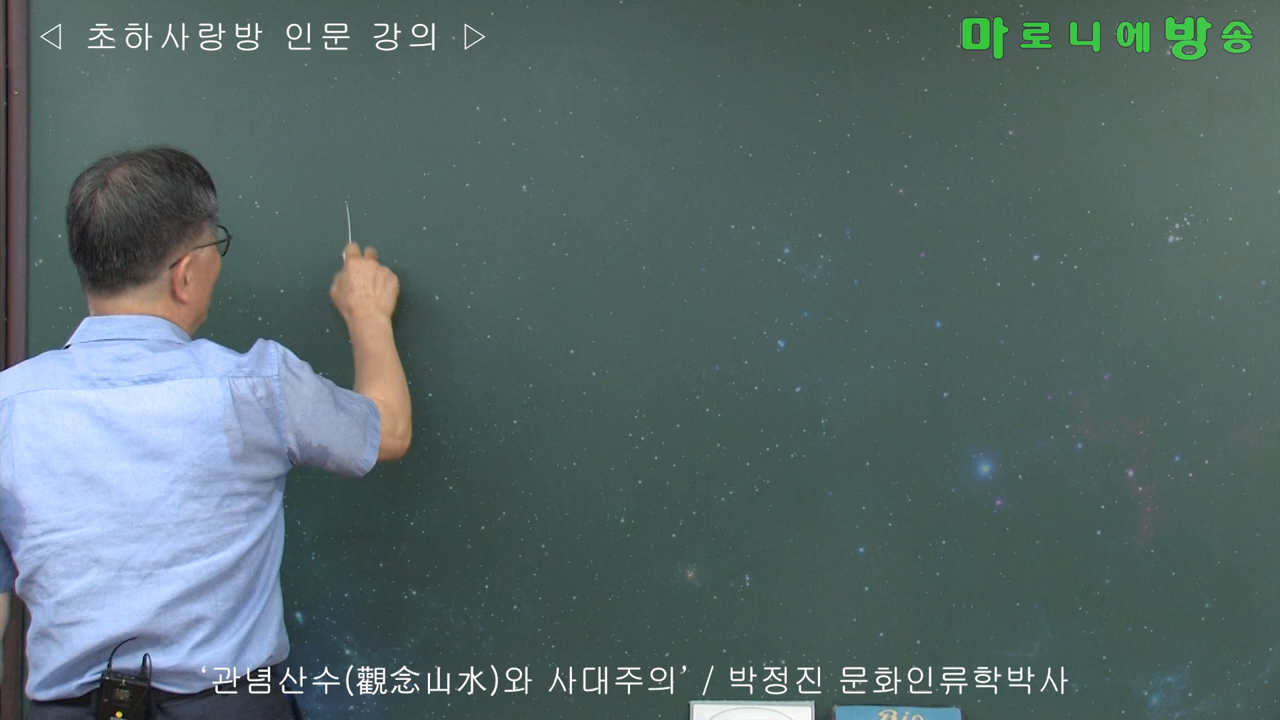 ◁ 초하사랑방 인문 강의 ▷
마로니에방송
‘관념산수(觀念山水)와 사대주의’ / 박정진 문화인류학박사
Bio